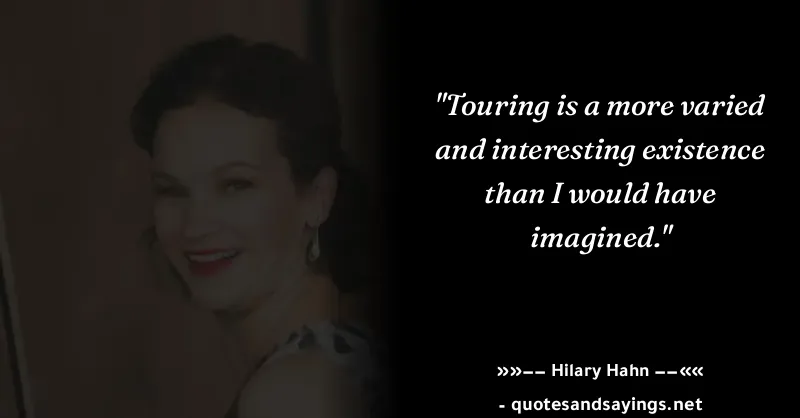 "Touring is a more varied
and interesting existence
than I would have
imagined."
»»−− Hilary Hahn −−««
- quotesandsayings.net